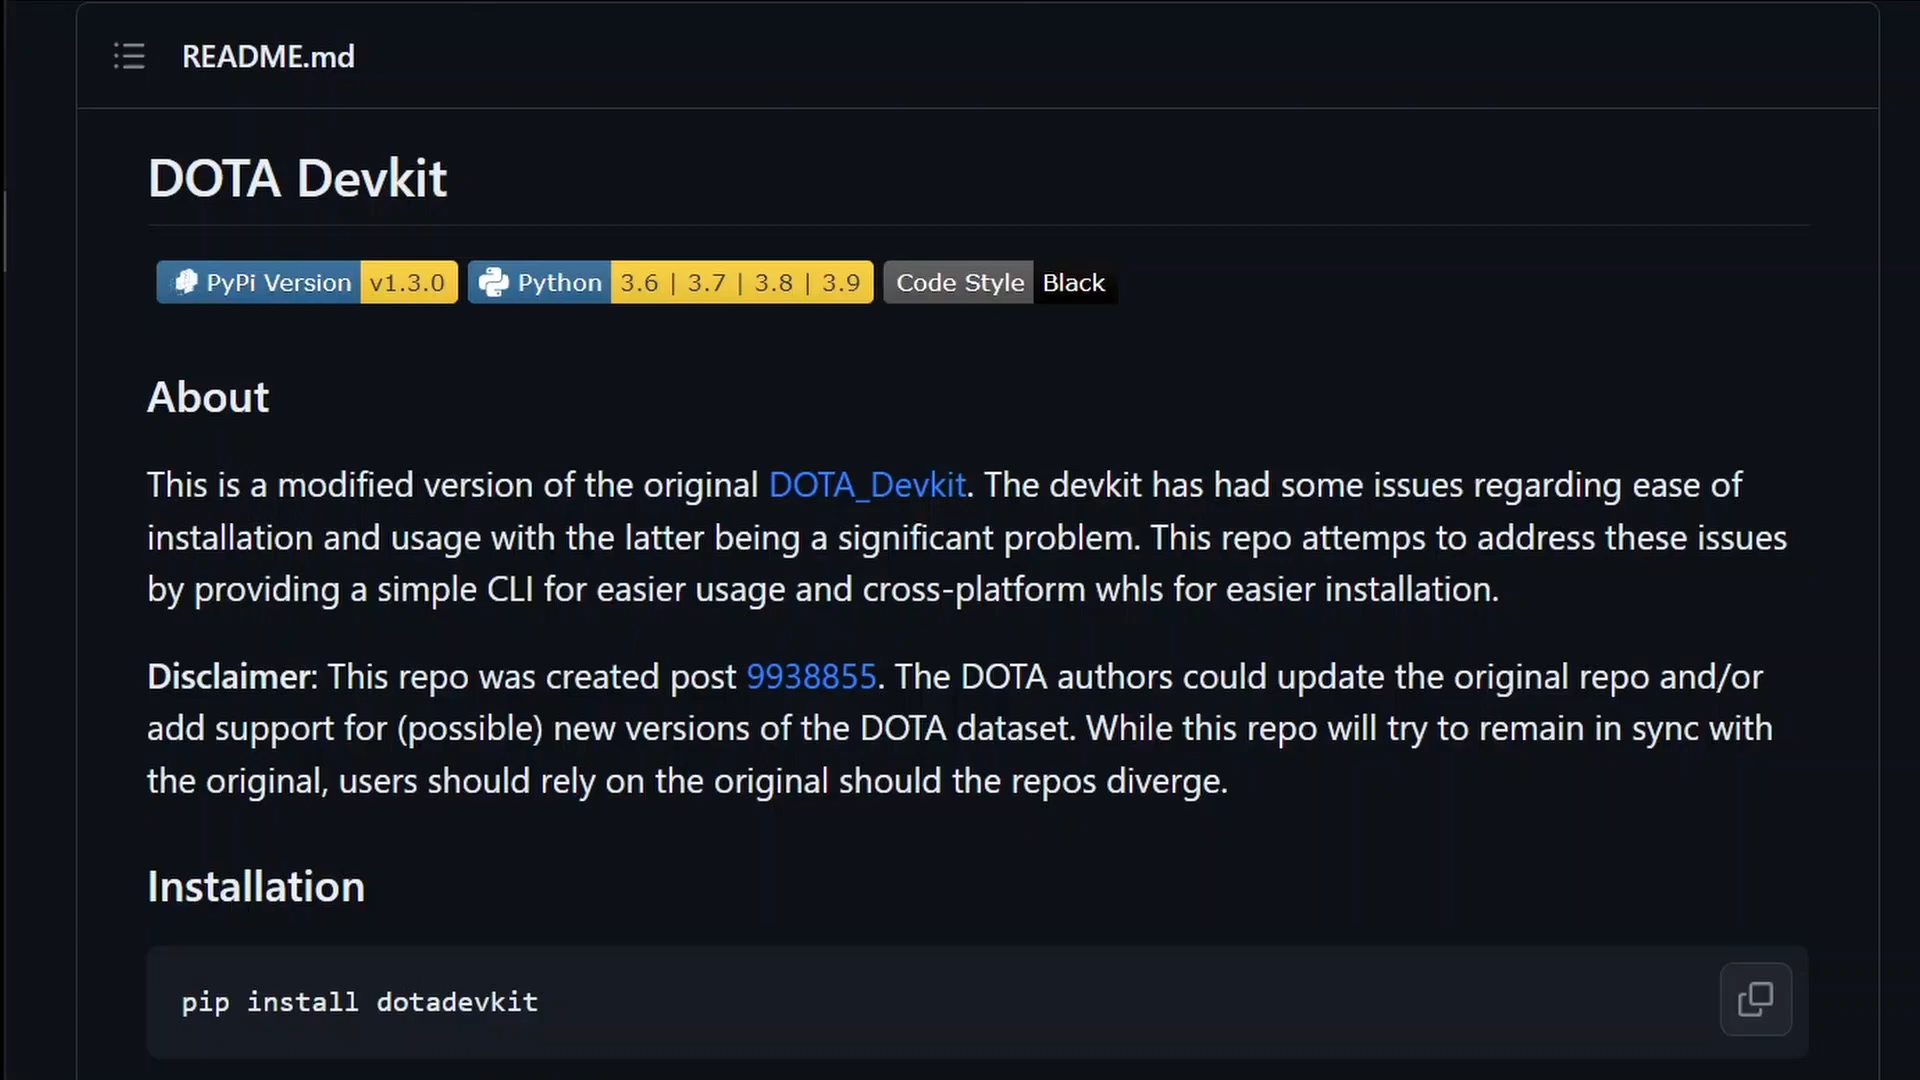 README.md
DOTA Devkit
PyPi Version v1.3.0 Python 3.6 | 3.7 | 3.8 | 3.9 Code Style Black
About
This is a modified version of the original DOTA_Devkit. The devkit has had some issues regarding ease of
installation and usage with the latter being a significant problem. This repo attemps to address these issues
by providing a simple CLI for easier usage and cross-platform whls for easier installation.
Disclaimer: This repo was created post 9938855. The DOTA authors could update the original repo and/or
add support for (possible) new versions of the DOTA dataset. While this repo will try to remain in sync with
the original, users should rely on the original should the repos diverge.
Installation
pip install dotadevkit